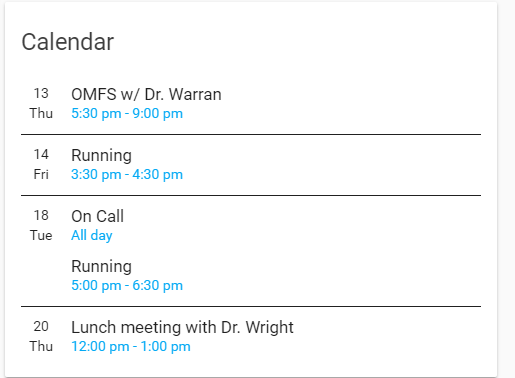 Calendar
13 OMFS w/ Dr. Warran
Thu 5:30 pm - 9:00 pm
14 Running
Fri 3:30 pm - 4:30 pm
18 On Call
Tue All day
Running
5:00 pm - 6:30 pm
20 Lunch meeting with Dr. Wright
Thu 12:00 pm - 1:00 pm